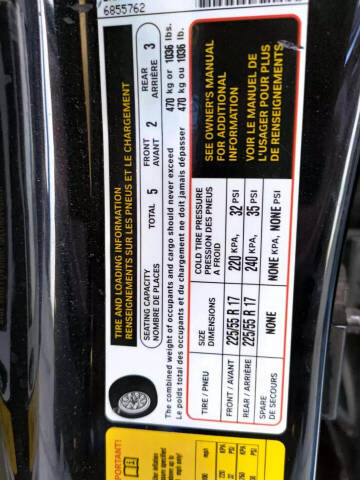 6855762
TIRE AND LOADING INFORMATION
RENSEIGNEMENTS SUR LES PNEUS ET LE CHARGEMENT
SEATING CAPACITY
NOMBRE DE PLACES
TOTAL 5
FRONT
AVANT 2
REAR
ARRIÈRE 3
The combined weight of occupants and cargo should never exceed 470 kg or 1036 lbs.
Le poids total des occupants et du chargement ne doit jamais dépasser 470 kg ou 1036 lb.
TIRE / PNEU
SIZE
DIMENSIONS
COLD TIRE PRESSURE
PRESSION DES PNEUS
A FROID
FRONT / AVANT 225/55 R 17 220 KPA, 32 PSI
REAR / ARRIÈRE 225/55 R 17 240 KPA, 35 PSI
SPARE
DE SECOURS
NONE NONE KPA, NONE PSI
SEE OWNER'S MANUAL
FOR ADDITIONAL
INFORMATION
VOIR LE MANUEL DE
L'USAGER POUR PLUS
DE RENSEIGNEMENTS